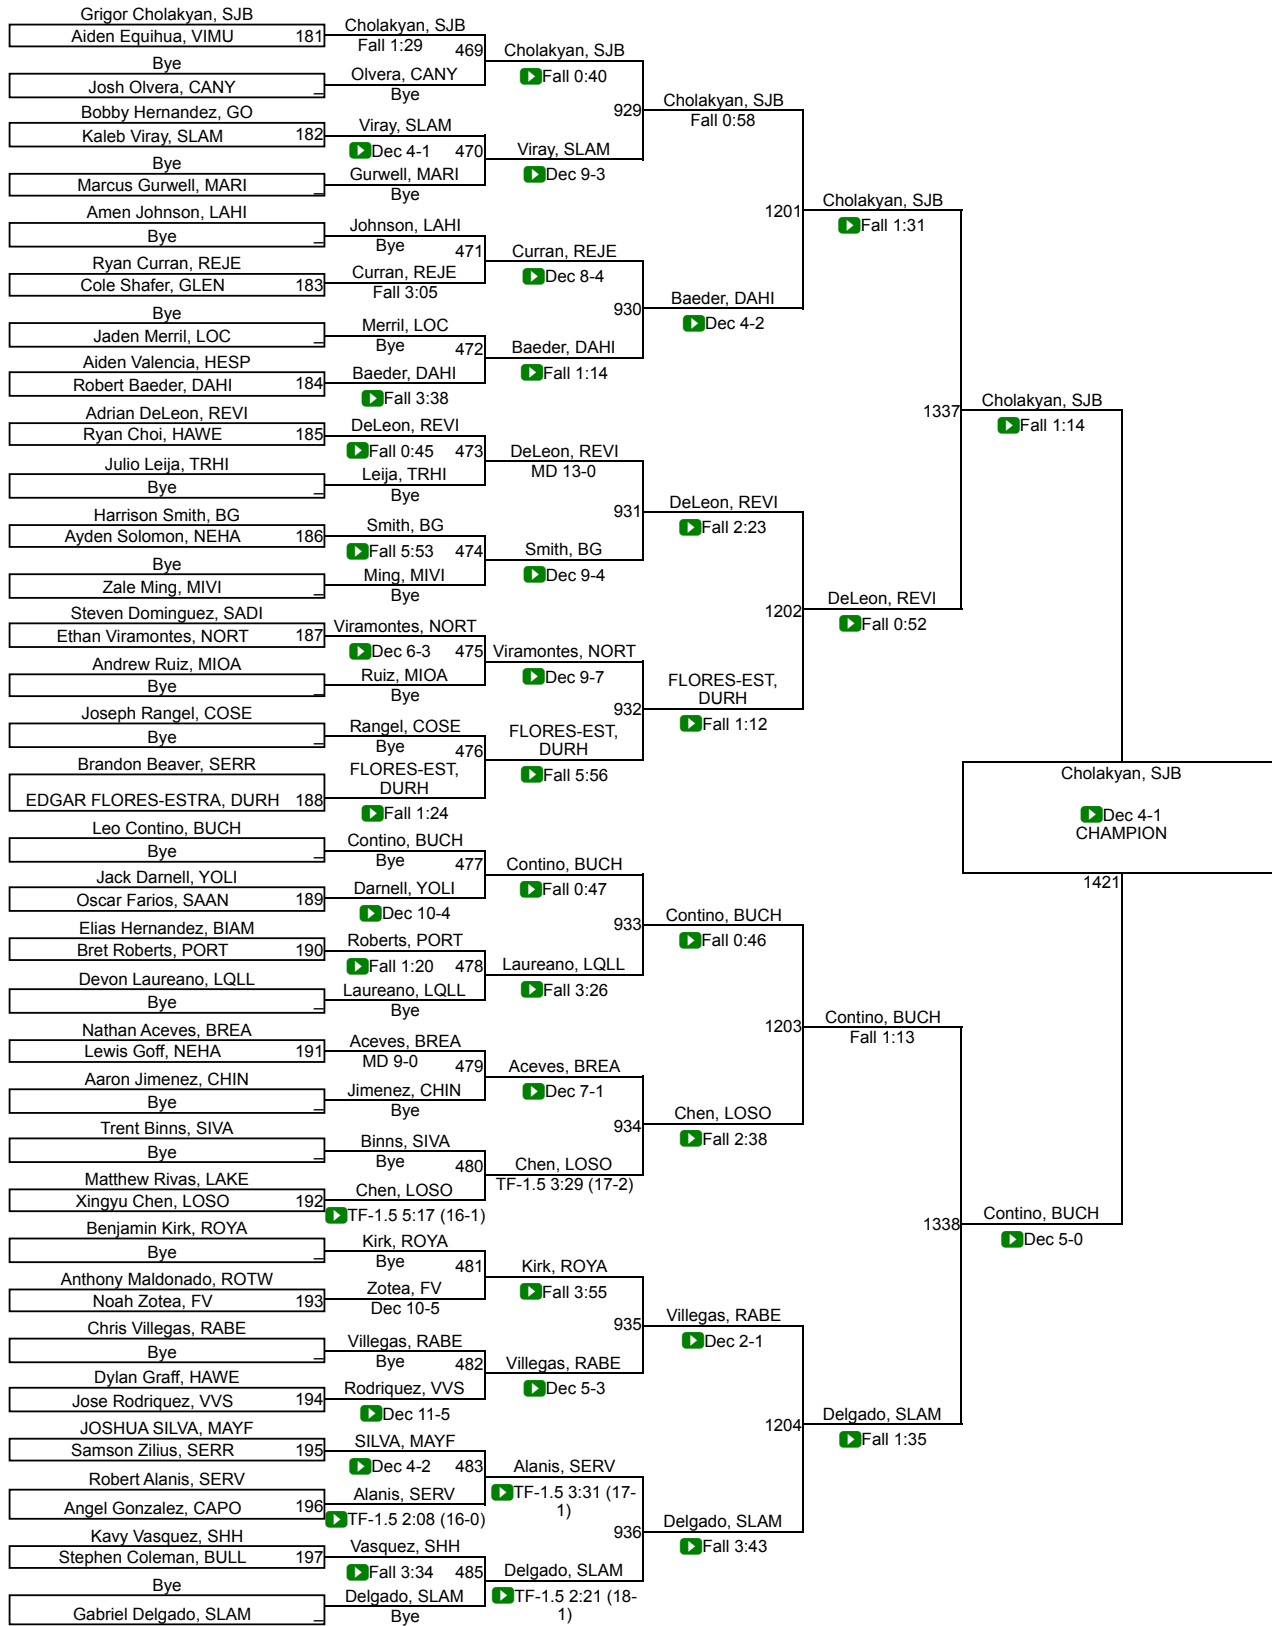 Grigor Cholakyan, SJB
Aiden Equihua, VIMU 181
Bye
Josh Olvera, CANY _
Bobby Hernandez, GO
Kaleb Viray, SLAM 182
Bye
Marcus Gurwell, MARI _
Amen Johnson, LAHI
Bye _
Ryan Curran, REJE
Cole Shafer, GLEN 183
Bye
Jaden Merril, LOC _
Aiden Valencia, HESP
Robert Baeder, DAHI 184
Adrian DeLeon, REVI
Ryan Choi, HAWE 185
Julio Leija, TRHI
Bye _
Harrison Smith, BG
Ayden Solomon, NEHA 186
Bye
Zale Ming, MIVI _
Steven Dominguez, SADI
Ethan Viramontes, NORT 187
Andrew Ruiz, MIOA
Bye _
Joseph Rangel, COSE
Bye _
Brandon Beaver, SERR
EDGAR FLORES-ESTRA, DURH 188
Leo Contino, BUCH
Bye _
Jack Darnell, YOLI
Oscar Farios, SAAN 189
Elias Hernandez, BIAM
Bret Roberts, PORT 190
Devon Laureano, LQLL
Bye _
Nathan Aceves, BREA
Lewis Goff, NEHA 191
Aaron Jimenez, CHIN
Bye _
Trent Binns, SIVA
Bye _
Matthew Rivas, LAKE
Xingyu Chen, LOSO 192
Benjamin Kirk, ROYA
Bye _
Anthony Maldonado, ROTW
Noah Zotea, FV 193
Chris Villegas, RABE
Bye _
Dylan Graff, HAWE
Jose Rodriquez, VVS 194
JOSHUA SILVA, MAYF
Samson Zilius, SERR 195
Robert Alanis, SERV
Angel Gonzalez, CAPO 196
Kavy Vasquez, SHH
Stephen Coleman, BULL 197
Bye
Gabriel Delgado, SLAM _
Cholakyan, SJB
Fall 1:29 469
Olvera, CANY
Bye
Viray, SLAM
Dec 4-1 470
Gurwell, MARI
Bye
Johnson, LAHI
Bye 471
Curran, REJE
Fall 3:05
Merril, LOC
Bye 472
Baeder, DAHI
Fall 3:38
DeLeon, REVI
Fall 0:45 473
Leija, TRHI
Bye
Smith, BG
Fall 5:53 474
Ming, MIVI
Bye
Viramontes, NORT
Dec 6-3 475
Ruiz, MIOA
Bye
Rangel, COSE
Bye 476
FLORES-EST,
DURH
Fall 1:24
Contino, BUCH
Bye 477
Darnell, YOLI
Dec 10-4
Roberts, PORT
Fall 1:20 478
Laureano, LQLL
Bye
Aceves, BREA
MD 9-0 479
Jimenez, CHIN
Bye
Binns, SIVA
Bye 480
Chen, LOSO
TF-1.5 5:17 (16-1)
Kirk, ROYA
Bye 481
Zotea, FV
Dec 10-5
Villegas, RABE
Bye 482
Rodriquez, VVS
Dec 11-5
SILVA, MAYF
Dec 4-2 483
Alanis, SERV
TF-1.5 2:08 (16-0)
Vasquez, SHH
Fall 3:34 485
Delgado, SLAM
Bye
Cholakyan, SJB
Fall 0:40
929
Viray, SLAM
Dec 9-3
Curran, REJE
Dec 8-4
930
Baeder, DAHI
Fall 1:14
DeLeon, REVI
MD 13-0
931
Smith, BG
Dec 9-4
Viramontes, NORT
Dec 9-7
932
FLORES-EST,
DURH
Fall 5:56
Contino, BUCH
Fall 0:47
933
Laureano, LQLL
Fall 3:26
Aceves, BREA
Dec 7-1
934
Chen, LOSO
TF-1.5 3:29 (17-2)
Kirk, ROYA
Fall 3:55
935
Villegas, RABE
Dec 5-3
Alanis, SERV
TF-1.5 3:31 (17-
1)
936
Delgado, SLAM
TF-1.5 2:21 (18-
1)
Cholakyan, SJB
Fall 0:58
1201
Baeder, DAHI
Dec 4-2
DeLeon, REVI
Fall 2:23
1202
FLORES-EST,
DURH
Fall 1:12
Contino, BUCH
Fall 0:46
1203
Chen, LOSO
Fall 2:38
Villegas, RABE
Dec 2-1
1204
Delgado, SLAM
Fall 3:43
Cholakyan, SJB
Fall 1:31
1337
DeLeon, REVI
Fall 0:52
Contino, BUCH
Fall 1:13
1338
Delgado, SLAM
Fall 1:35
Cholakyan, SJB
Fall 1:14
Contino, BUCH
Dec 5-0
Cholakyan, SJB
Dec 4-1
CHAMPION
1421